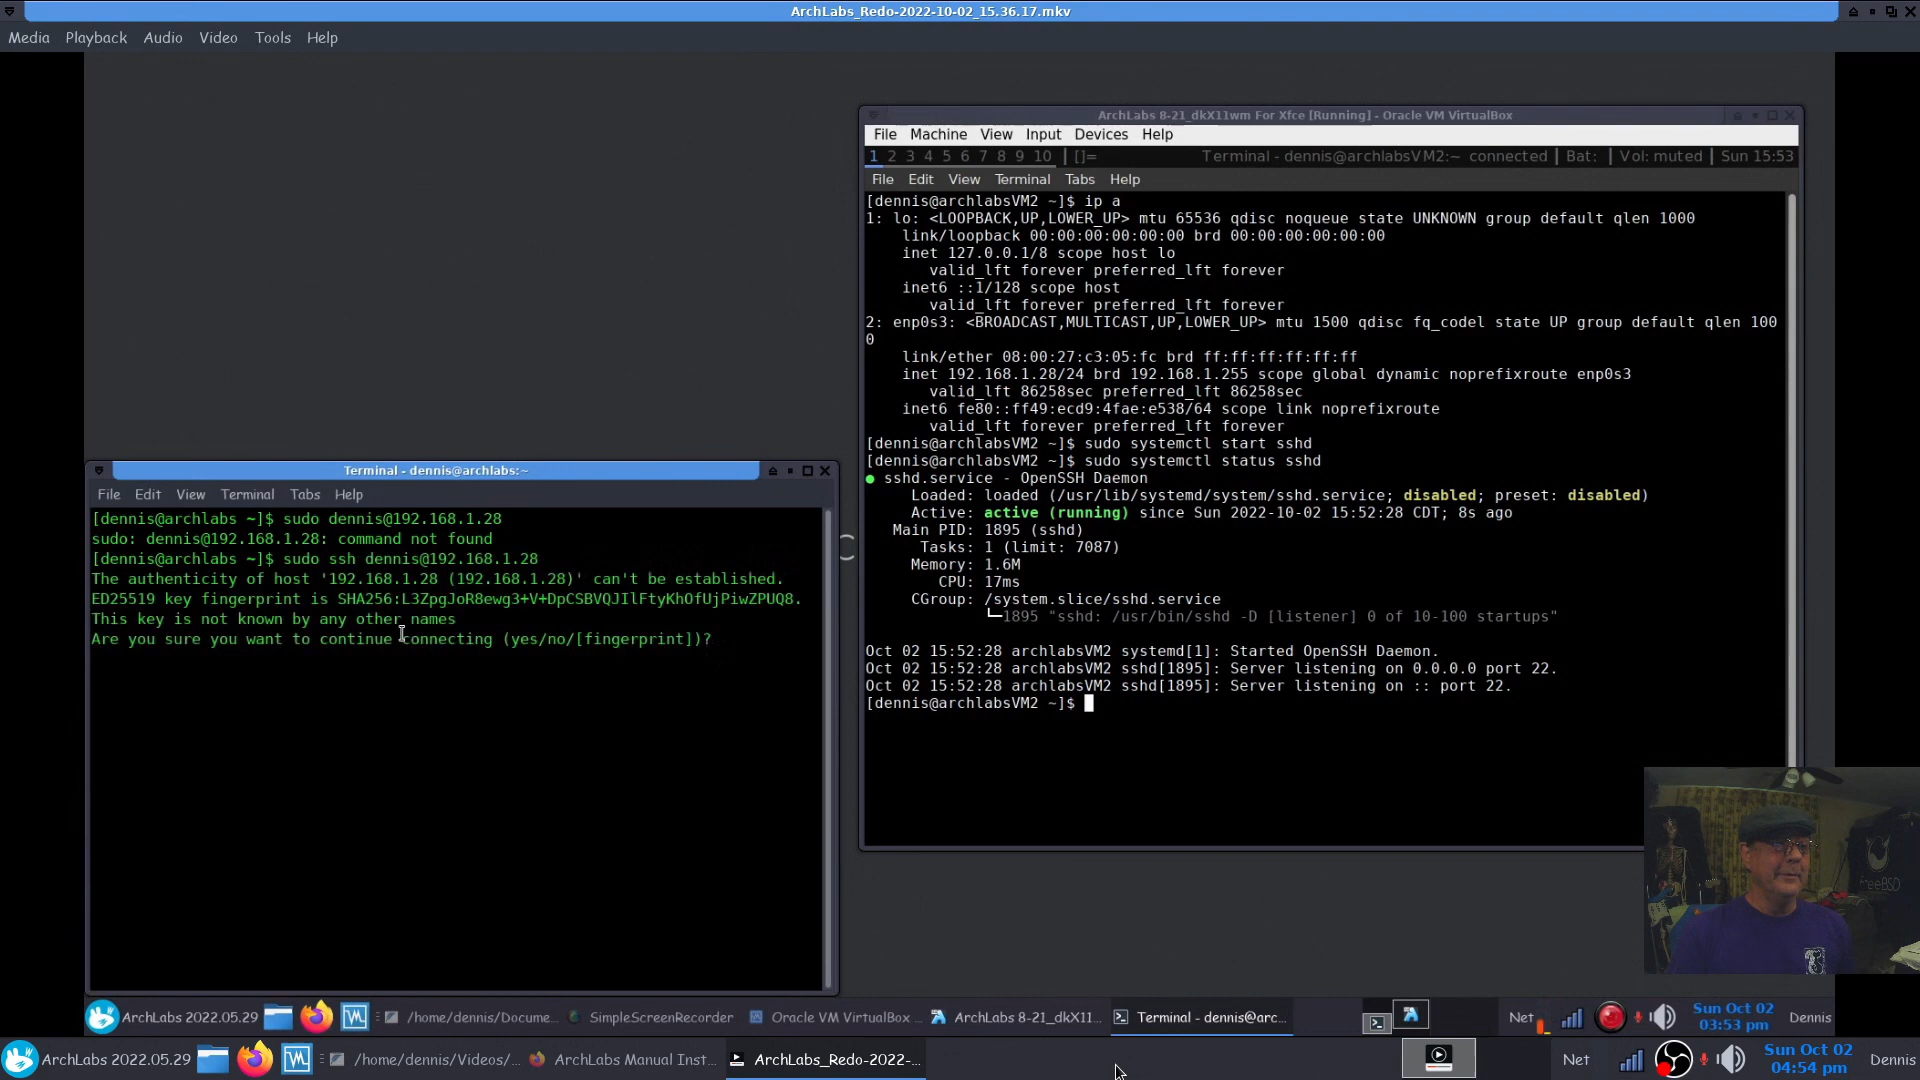 ArchLabs_Redo-2022-10-02_15.36.17.mkv
Media Playback Audio Video Tools Help
ArchLabs 8-21_dkX11wm For Xfce [Running] - Oracle VM VirtualBox
File Machine View Input Devices Help
1 2 3 4 5 6 7 8 9 10 | []= Terminal - dennis@archlabsVM2:~ connected | Bat: | Vol: muted | Sun 15:53
File Edit View Terminal Tabs Help
[dennis@archlabsVM2 ~]$ ip a
1: lo: <LOOPBACK,UP,LOWER_UP> mtu 65536 qdisc noqueue state UNKNOWN group default qlen 1000
link/loopback 00:00:00:00:00:00 brd 00:00:00:00:00:00
inet 127.0.0.1/8 scope host lo
valid_lft forever preferred_lft forever
inet6 ::1/128 scope host
valid_lft forever preferred_lft forever
2: enp0s3: <BROADCAST,MULTICAST,UP,LOWER_UP> mtu 1500 qdisc fq_codel state UP group default qlen 100
0
link/ether 08:00:27:c3:05:fc brd ff:ff:ff:ff:ff:ff
inet 192.168.1.28/24 brd 192.168.1.255 scope global dynamic noprefixroute enp0s3
valid_lft 86258sec preferred_lft 86258sec
inet6 fe80::ff49:ecd9:4fae:e538/64 scope link noprefixroute
valid_lft forever preferred_lft forever
[dennis@archlabsVM2 ~]$ sudo systemctl start sshd
[dennis@archlabsVM2 ~]$ sudo systemctl status sshd
● sshd.service - OpenSSH Daemon
Loaded: loaded (/usr/lib/systemd/system/sshd.service; disabled; preset: disabled)
Active: active (running) since Sun 2022-10-02 15:52:28 CDT; 8s ago
Main PID: 1895 (sshd)
Tasks: 1 (limit: 7087)
Memory: 1.6M
CPU: 17ms
CGroup: /system.slice/sshd.service
└─1895 "sshd: /usr/bin/sshd -D [listener] 0 of 10-100 startups"
Oct 02 15:52:28 archlabsVM2 systemd[1]: Started OpenSSH Daemon.
Oct 02 15:52:28 archlabsVM2 sshd[1895]: Server listening on 0.0.0.0 port 22.
Oct 02 15:52:28 archlabsVM2 sshd[1895]: Server listening on :: port 22.
[dennis@archlabsVM2 ~]$
Terminal - dennis@archlabs:~
File Edit View Terminal Tabs Help
[dennis@archlabs ~]$ sudo dennis@192.168.1.28
sudo: dennis@192.168.1.28: command not found
[dennis@archlabs ~]$ sudo ssh dennis@192.168.1.28
The authenticity of host '192.168.1.28 (192.168.1.28)' can't be established.
ED25519 key fingerprint is SHA256:L3ZpgJoR8ewg3+V+DpCSBVQJIlFtyKhOfUjPiwZPUQ8.
This key is not known by any other names
Are you sure you want to continue connecting (yes/no/[fingerprint])?
FreeBSD
ArchLabs 2022.05.29 /home/dennis/Docume... SimpleScreenRecorder Oracle VM VirtualBox ... ArchLabs 8-21_dkX11... Terminal - dennis@arc... Net Sun Oct 02 Dennis
03:53 pm
ArchLabs 2022.05.29 /home/dennis/Videos/... ArchLabs Manual Inst... ArchLabs_Redo-2022-... Net Sun Oct 02 Dennis
04:54 pm